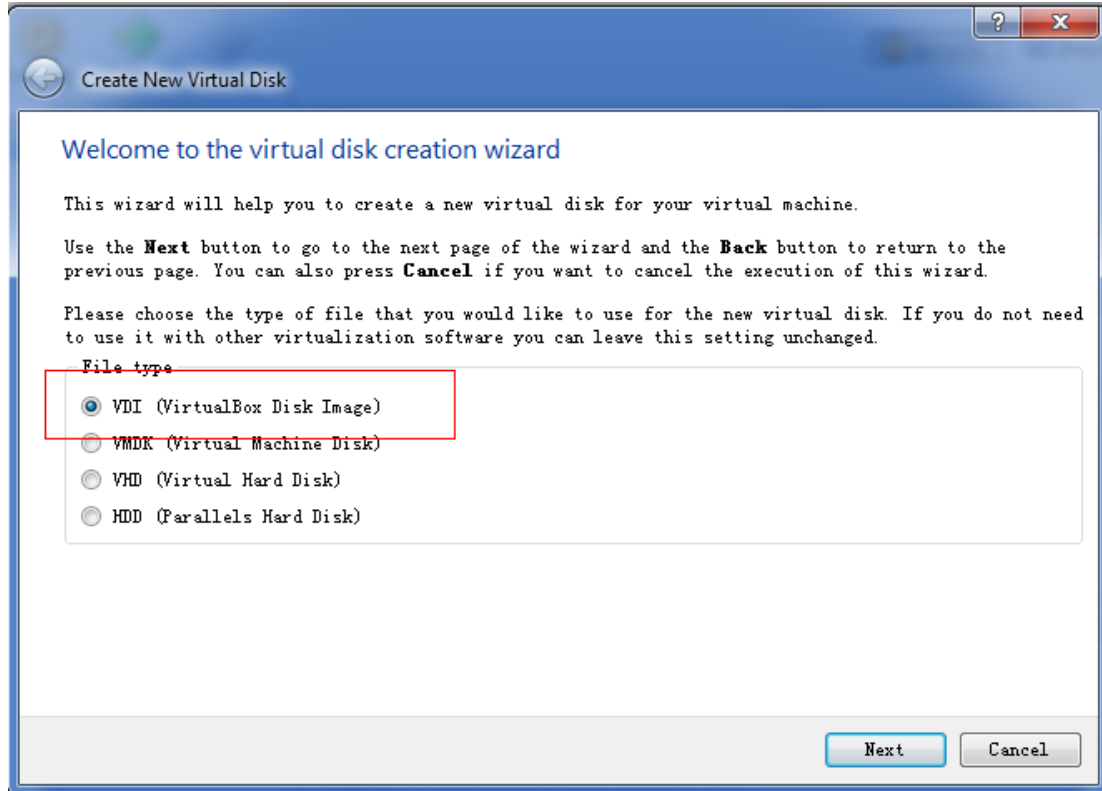 ?
X
Create New Virtual Disk
Welcome to the virtual disk creation wizard
This wizard will help you to create a new virtual disk for your virtual machine.
Use the Next button to go to the next page of the wizard and the Back button to return to the
previous page. You can also press Cancel if you want to cancel the execution of this wizard.
Please choose the type of file that you would like to use for the new virtual disk. If you do not need
to use it with other virtualization software you can leave this setting unchanged.
File type
VDI (VirtualBox Disk Image)
VMDK (Virtual Machine Disk)
VHD (Virtual Hard Disk)
HDD (Parallels Hard Disk)
Next Cancel